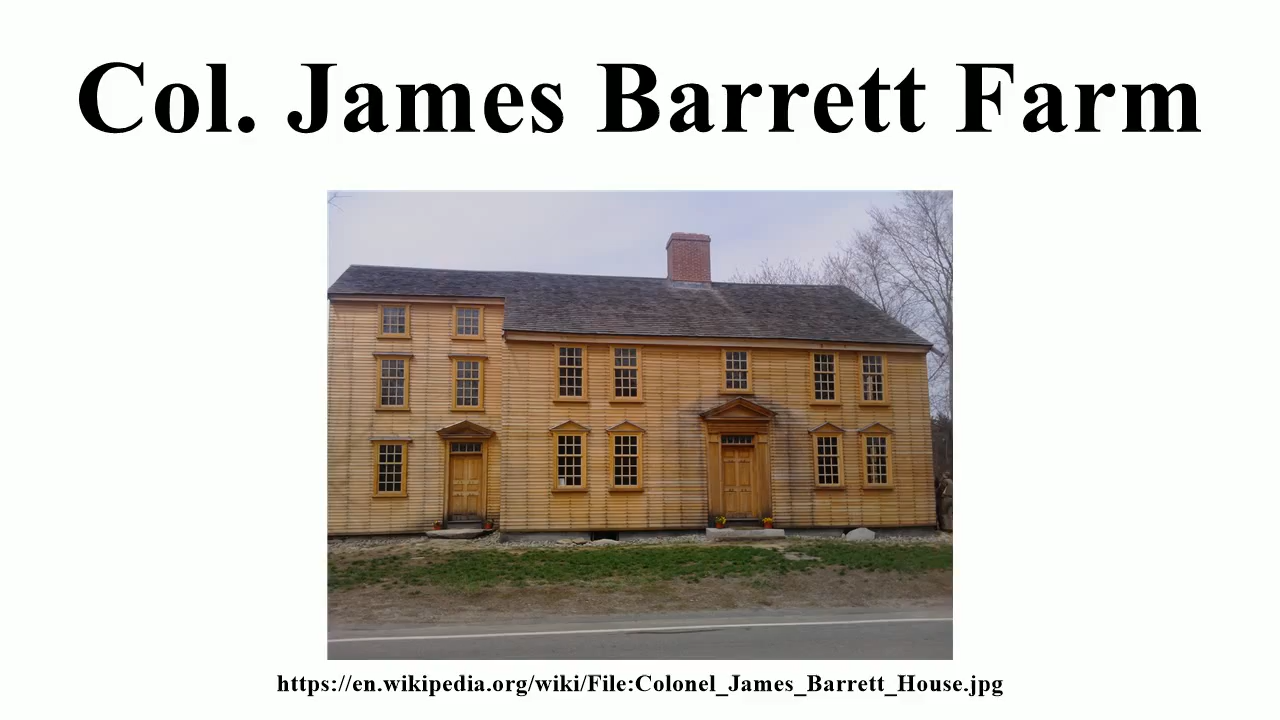 Col. James Barrett Farm
https://en.wikipedia.org/wiki/File:Colonel_James_Barrett_House.jpg